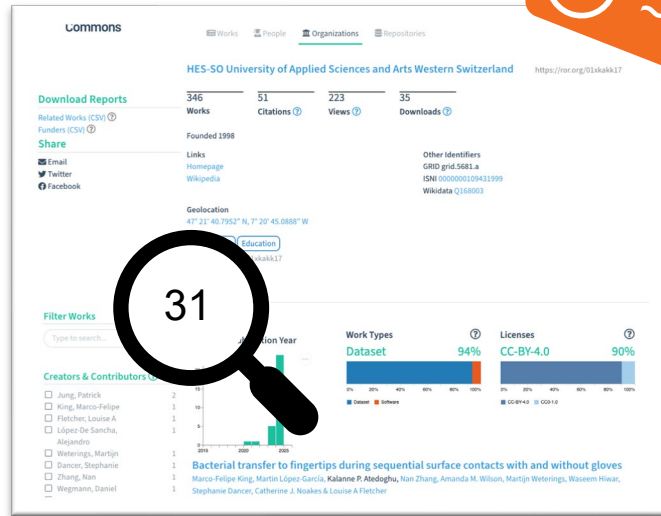 Commons
Works People Organizations Repositories
HES-SO University of Applied Sciences and Arts Western Switzerland https://ror.org/01xkakk17
Download Reports
Related Works (CSV) ?
Funders (CSV) ?
Share
Email
Twitter
Facebook
346 51 223 35
Works Citations ? Views ? Downloads ?
Founded 1998
Links
Homepage
Wikipedia
Other Identifiers
GRID grid.5681.a
ISNI 0000000109431999
Wikidata Q168003
Geolocation
47° 21' 40.7952" N, 7° 20' 45.0888" W
Education
xkakk17
31
Filter Works
Type to search...
Creators & Contributors
Jung, Patrick 2
King, Marco-Felipe 1
Fletcher, Louise A 1
López-De Sancha, 1
Alejandro
Weterings, Martijn 1
Dancer, Stephanie 1
Zhang, Nan 1
Wegmann, Daniel 1
tion Year
15
10
5
0
2015 2020 2025
Work Types ?
Dataset 94%
0% 20% 40% 60% 80% 100%
Dataset Software
Licenses ?
CC-BY-4.0 90%
0% 20% 40% 60% 80% 100%
CC-BY-4.0 CC0-1.0
Bacterial transfer to fingertips during sequential surface contacts with and without gloves
Marco-Felipe King, Martin López-García, Kalanne P. Atedoghu, Nan Zhang, Amanda M. Wilson, Martijn Weterings, Waseem Hiwar,
Stephanie Dancer, Catherine J. Noakes & Louise A Fletcher